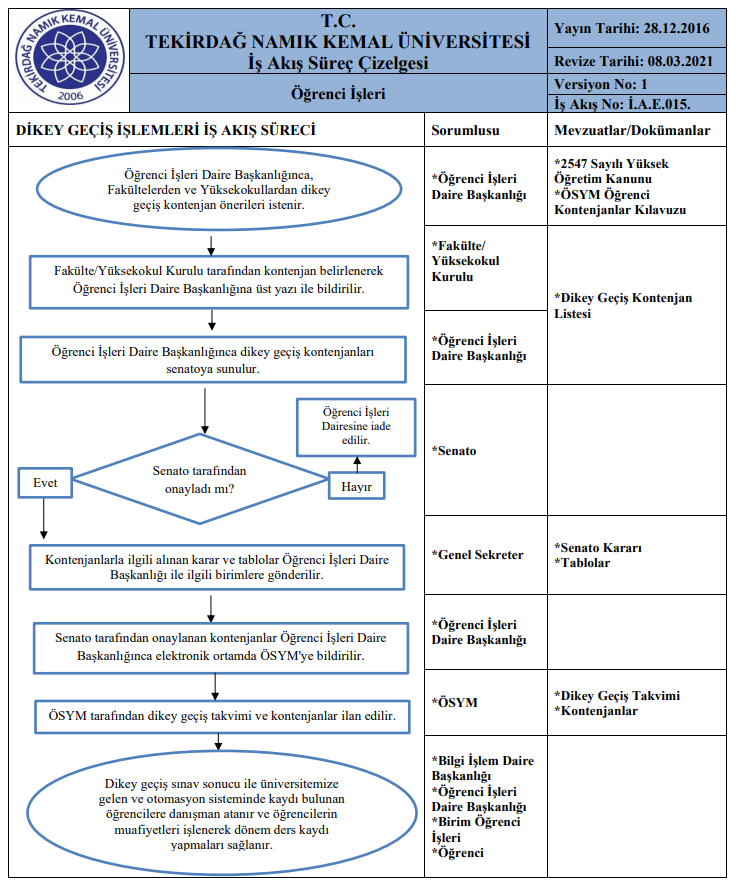 TEKİRDAĞ NAMIK KEMAL ÜNİVERSİTESİ
2006
T.C.
TEKİRDAĞ NAMIK KEMAL ÜNİVERSİTESİ
İş Akış Süreç Çizelgesi
Öğrenci İşleri
Yayın Tarihi: 28.12.2016
Revize Tarihi: 08.03.2021
Versiyon No: 1
İş Akış No: İ.A.E.015.
DİKEY GEÇİŞ İŞLEMLERİ İŞ AKIŞ SÜRECİ
Sorumlusu
Mevzuatlar/Dokümanlar
Öğrenci İşleri Daire Başkanlığınca,
Fakültelerden ve Yüksekokullardan dikey
geçiş kontenjan önerileri istenir.
*Öğrenci İşleri
Daire Başkanlığı
*2547 Sayılı Yüksek
Öğretim Kanunu
*ÖSYM Öğrenci
Kontenjanlar Kılavuzu
Fakülte/Yüksekokul Kurulu tarafından kontenjan belirlenerek
Öğrenci İşleri Daire Başkanlığına üst yazı ile bildirilir.
*Fakülte/
Yüksekokul
Kurulu
*Dikey Geçiş Kontenjan
Listesi
Öğrenci İşleri Daire Başkanlığınca dikey geçiş kontenjanları
senatoya sunulur.
*Öğrenci İşleri
Daire Başkanlığı
Öğrenci İşleri
Dairesine iade
edilir.
Senato tarafından
onayladı mı?
Evet
Hayır
*Senato
Kontenjanlarla ilgili alınan karar ve tablolar Öğrenci İşleri Daire
Başkanlığı ile ilgili birimlere gönderilir.
*Genel Sekreter
*Senato Kararı
*Tablolar
Senato tarafından onaylanan kontenjanlar Öğrenci İşleri Daire
Başkanlığınca elektronik ortamda ÖSYM'ye bildirilir.
*Öğrenci İşleri
Daire Başkanlığı
ÖSYM tarafından dikey geçiş takvimi ve kontenjanlar ilan edilir.
*ÖSYM
*Dikey Geçiş Takvimi
*Kontenjanlar
Dikey geçiş sınav sonucu ile üniversitemize
gelen ve otomasyon sisteminde kaydı bulunan
öğrencilere danışman atanır ve öğrencilerin
muafiyetleri işlenerek dönem ders kaydı
yapmaları sağlanır.
*Bilgi İşlem Daire
Başkanlığı
*Öğrenci İşleri
Daire Başkanlığı
*Birim Öğrenci
İşleri
*Öğrenci